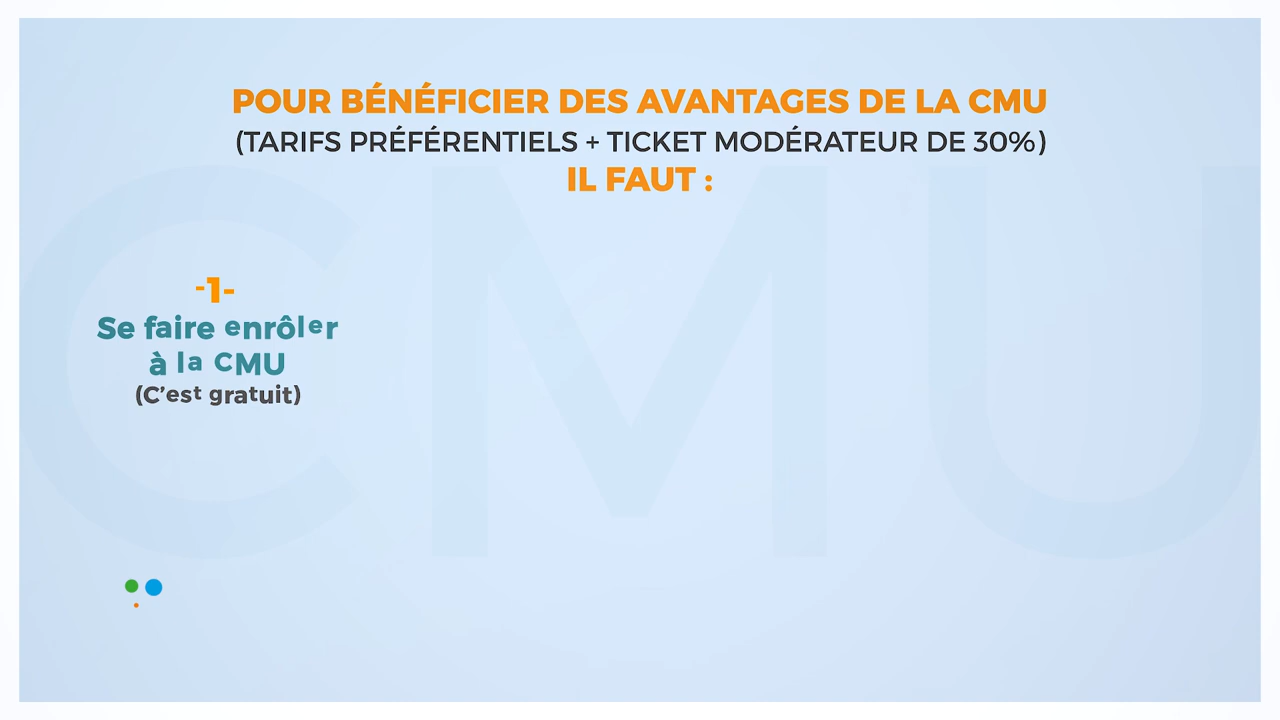 POUR BÉNÉFICIER DES AVANTAGES DE LA CMU
(TARIFS PRÉFÉRENTIELS + TICKET MODÉRATEUR DE 30%)
IL FAUT :
-1-
Se faire enrôler
à la CMU
(C'est gratuit)
CMU